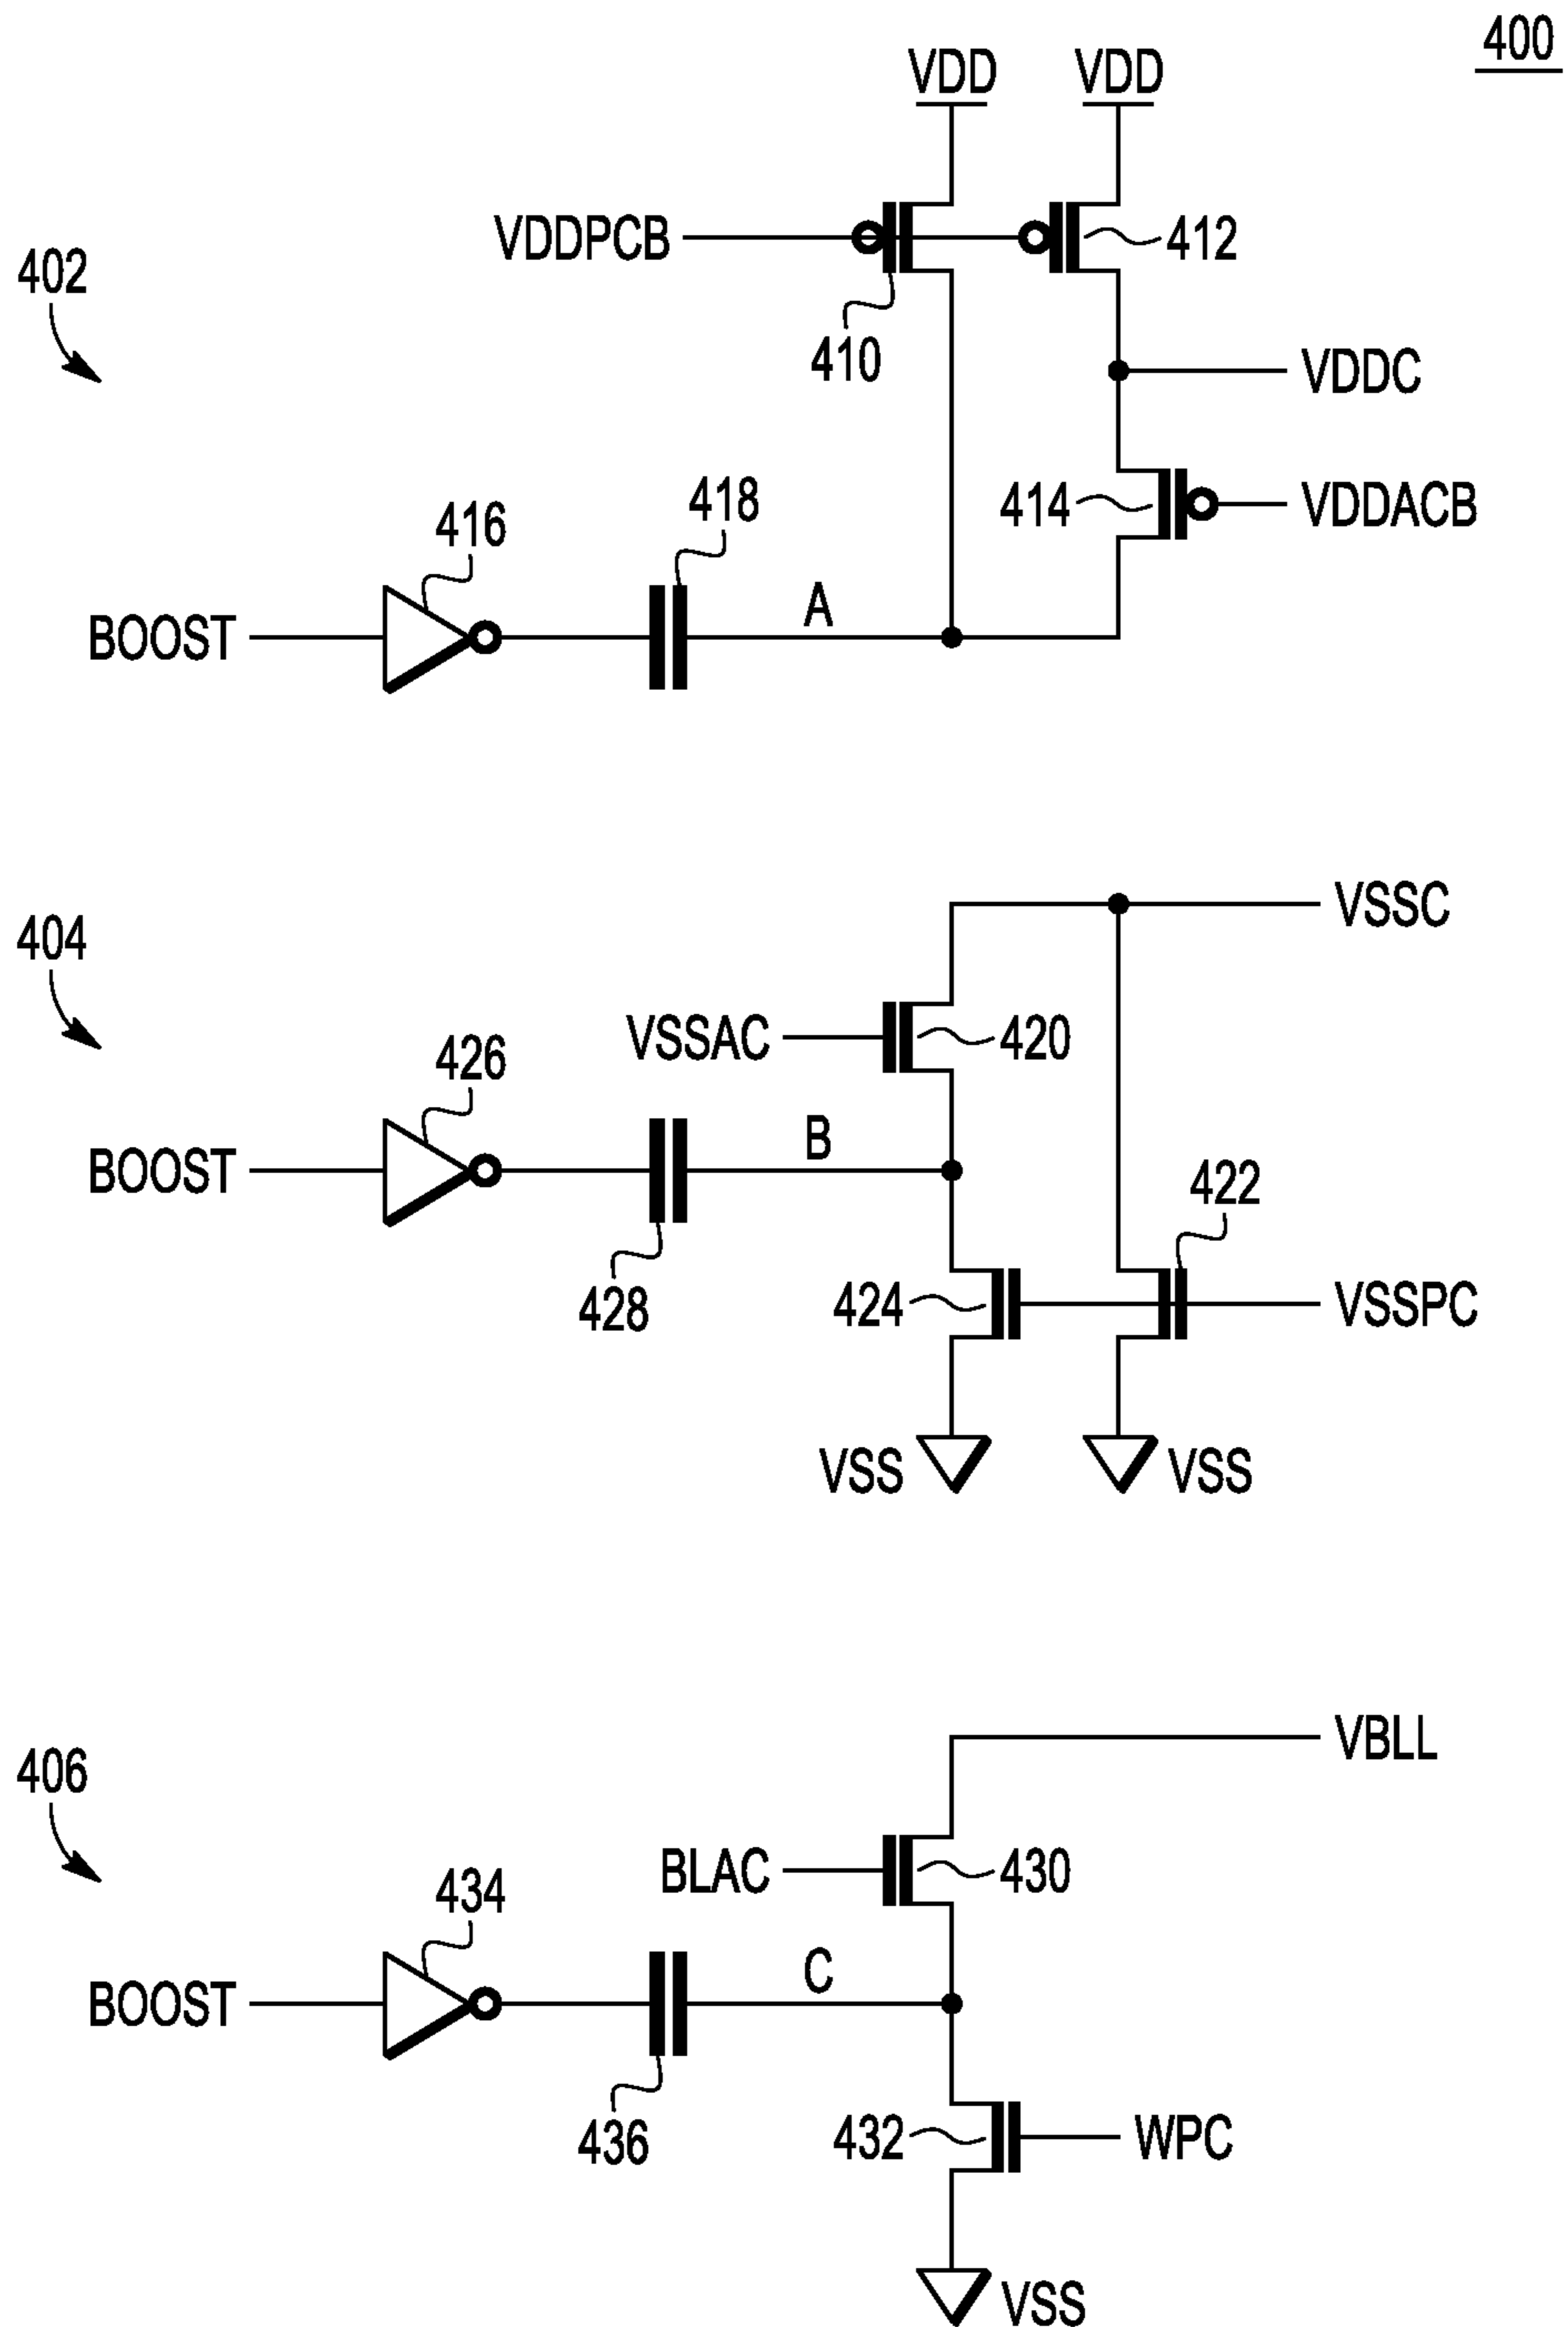 400
VDD VDD
VDDPCB
412
402
410
VDDC
418
414
VDDACB
416
A
BOOST
VSSC
404
VSSAC
420
426
B
BOOST
422
428
424
VSSPC
VSS
VSS
VBLL
406
BLAC
430
434
C
BOOST
436
432
WPC
VSS